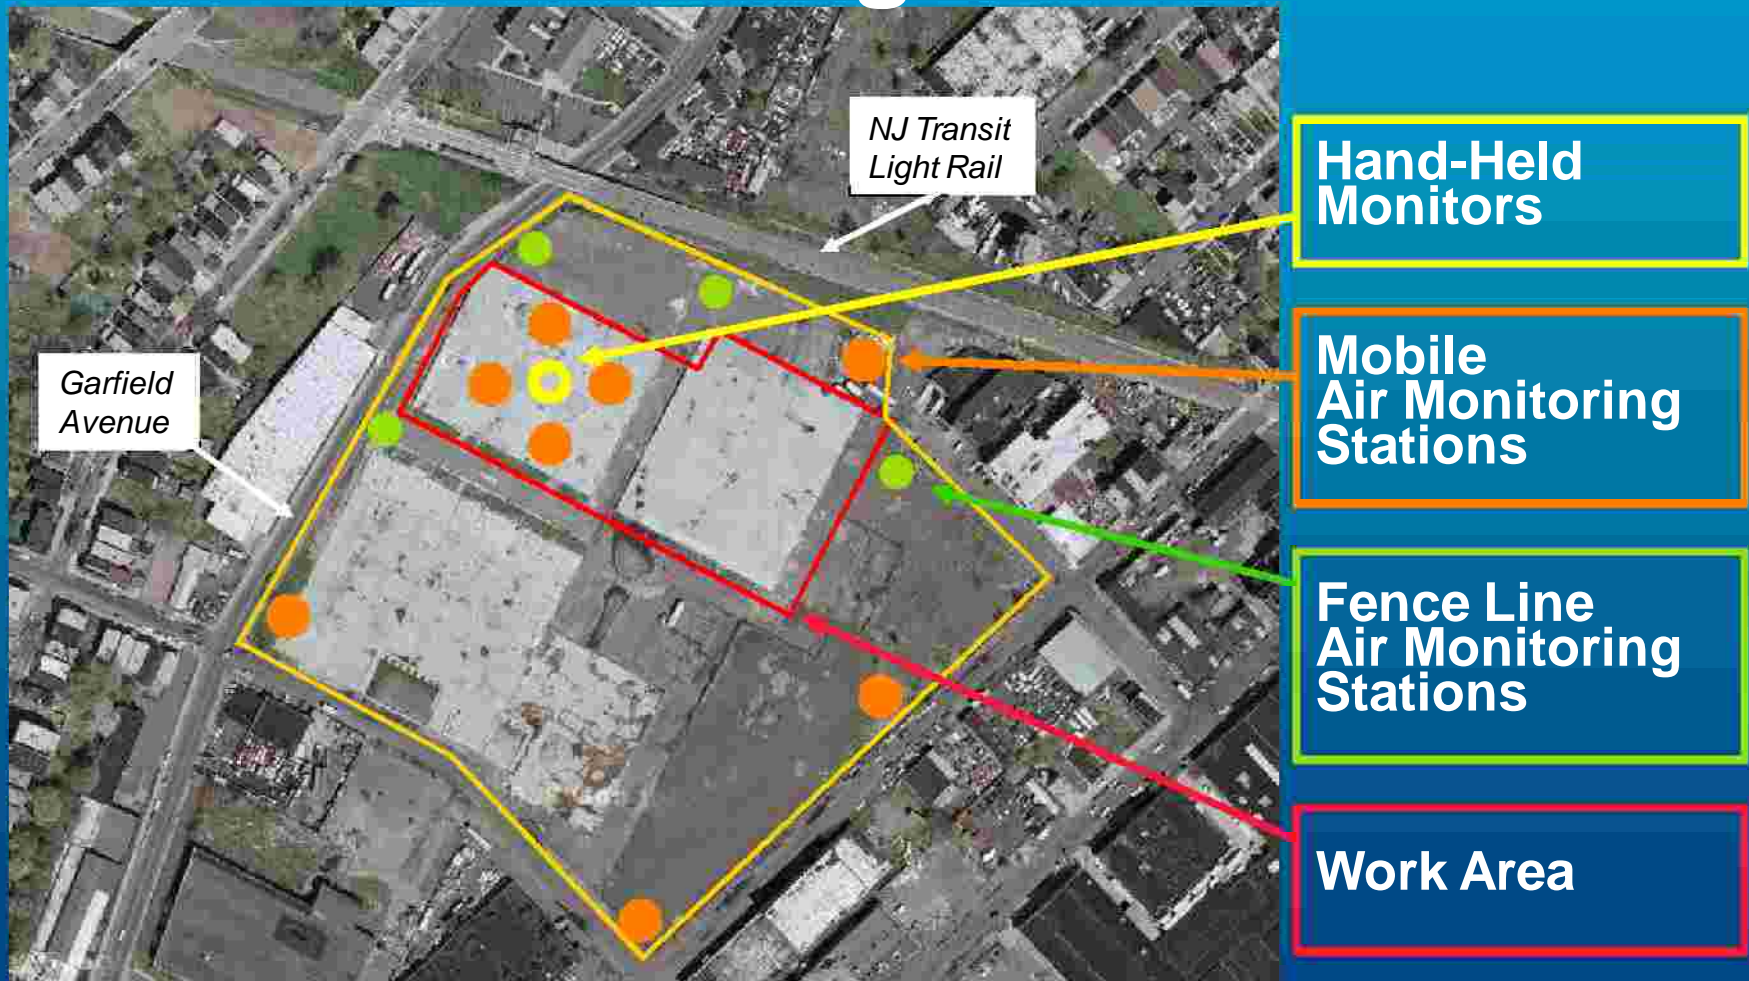 NJ Transit
Light Rail
Garfield
Avenue
Hand-Held
Monitors
Mobile
Air Monitoring
Stations
Fence Line
Air Monitoring
Stations
Work Area